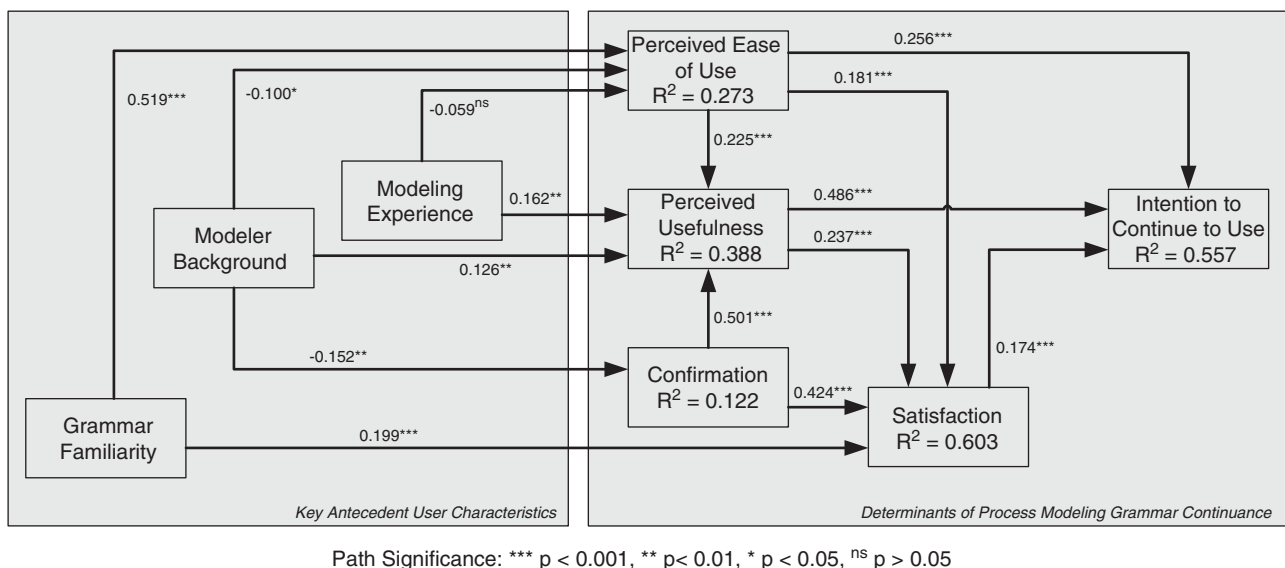 0.519***
-0.100*
-0.059ns
Modeling
Experience
0.162**
Modeler
Background
0.126**
-0.152**
Grammar
Familiarity
0.199***
Key Antecedent User Characteristics
Perceived Ease
of Use
R2 = 0.273
0.256***
0.181***
0.225***
Perceived
Usefulness
R2 = 0.388
0.486***
0.237***
Intention to
Continue to Use
R2 = 0.557
0.501***
0.174***
Confirmation
R2 = 0.122
0.424***
Satisfaction
R2 = 0.603
Determinants of Process Modeling Grammar Continuance
Path Significance: *** p < 0.001, ** p< 0.01, * p < 0.05, ns p > 0.05